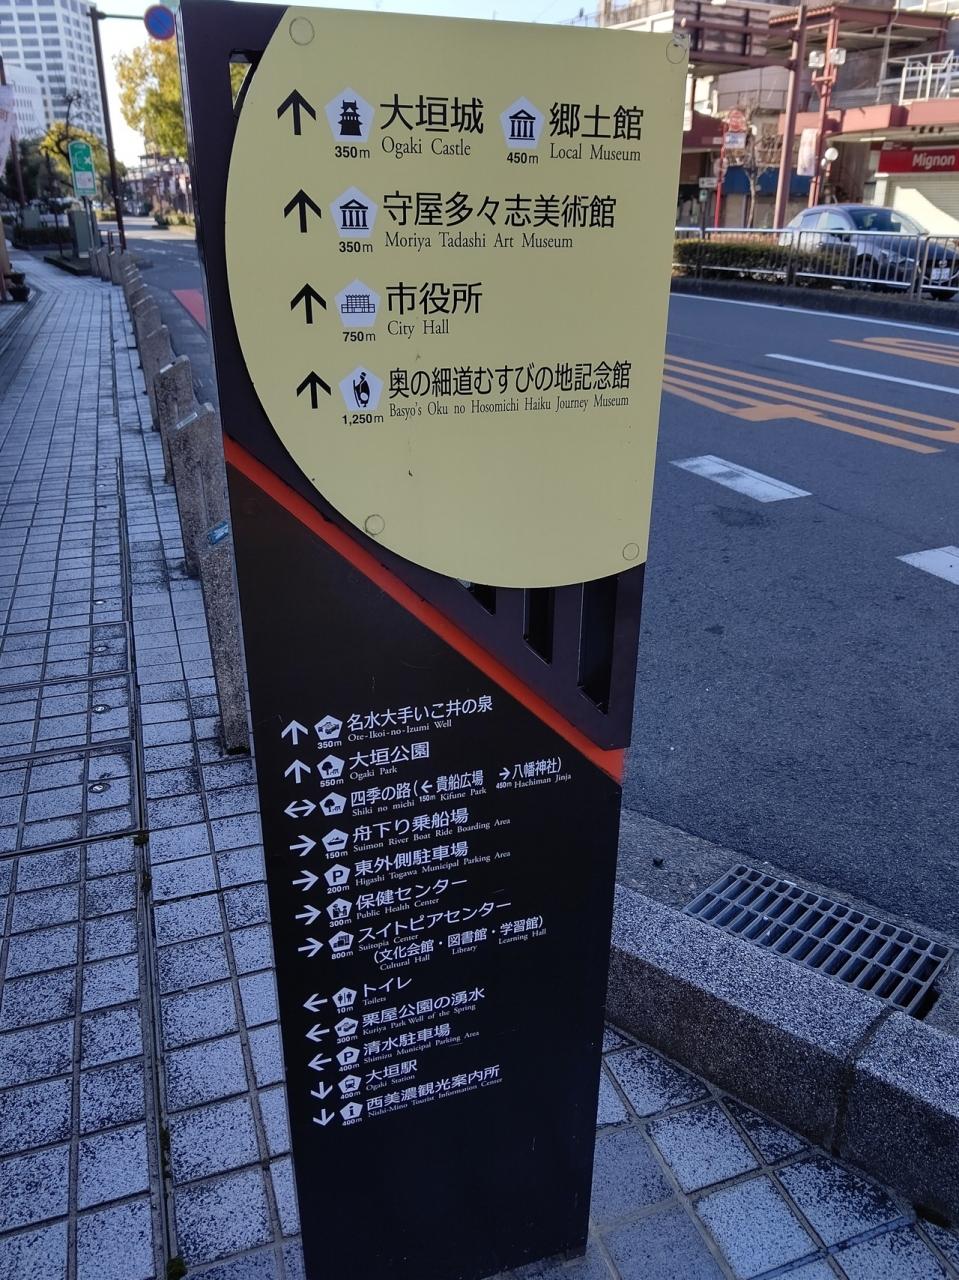 大垣城 郷土館
350m Ogaki Castle 450m Local Museum
守屋多々志美術館
350m Moriya Tadashi Art Museum
市役所
750m City Hall
奥の細道むすびの地記念館
1,250m Basyo's Oku no Hosomichi Haiku Journey Museum
名水大手いこ井の泉
350m Ote-Ikoi-no-Izumi Well
大垣公園
550m Ogaki Park
四季の路(←貴船広場 →八幡神社)
Shiki no michi 150m Kifune Park 450m Hachiman Jinja
舟下り乗船場
150m Suimon River Boat Ride Boarding Area
東外側駐車場
200m Higashi Togawa Municipal Parking Area
保健センター
300m Public Health Center
スイトピアセンター
800m Suitopia Center
(文化会館・図書館・学習館)
Cultural Hall Library Learning Hall
トイレ
10m Toilets
栗屋公園の湧水
300m Kuriya Park Well of the Spring
清水駐車場
400m Shimizu Municipal Parking Area
大垣駅
400m Ogaki Station
西美濃観光案内所
400m Nishi-Mino Tourist Information Center
Mignon